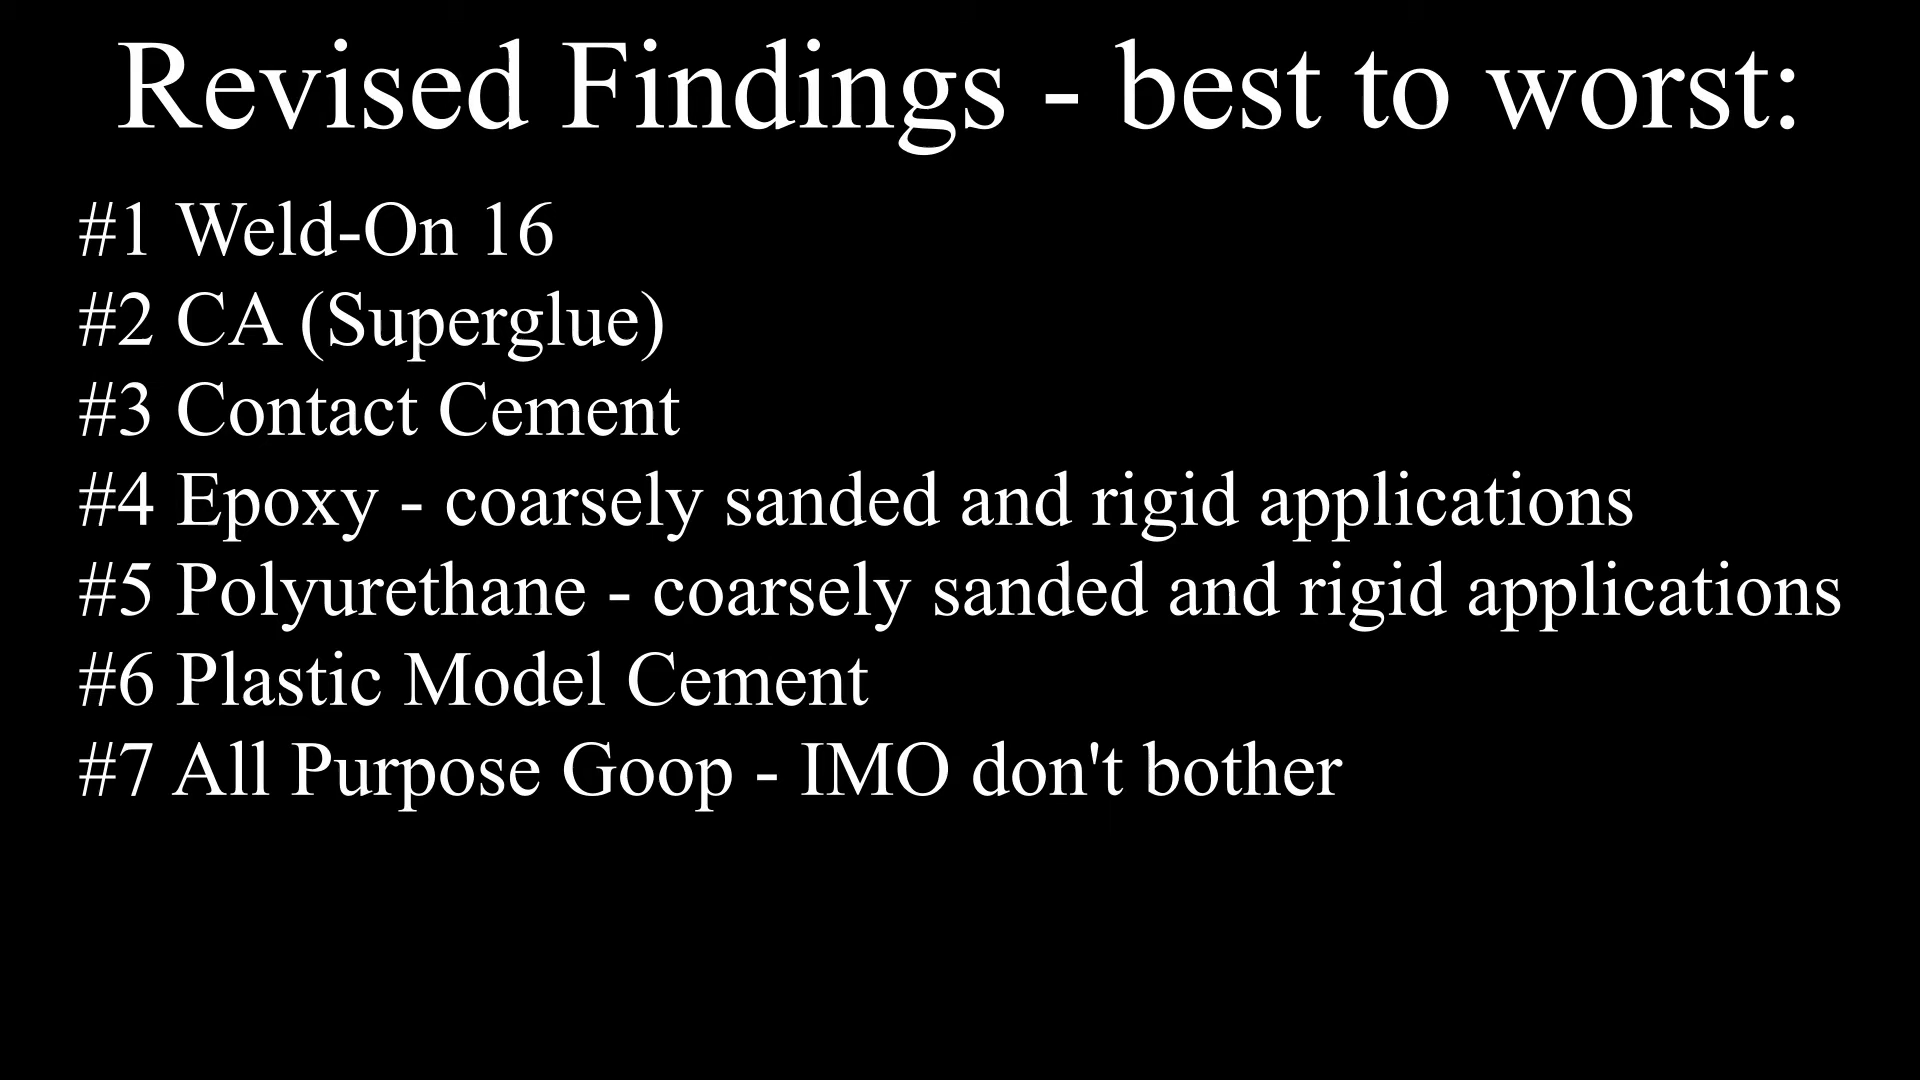 Revised Findings - best to worst:
#1 Weld-On 16
#2 CA (Superglue)
#3 Contact Cement
#4 Epoxy - coarsely sanded and rigid applications
#5 Polyurethane - coarsely sanded and rigid applications
#6 Plastic Model Cement
#7 All Purpose Goop - IMO don't bother